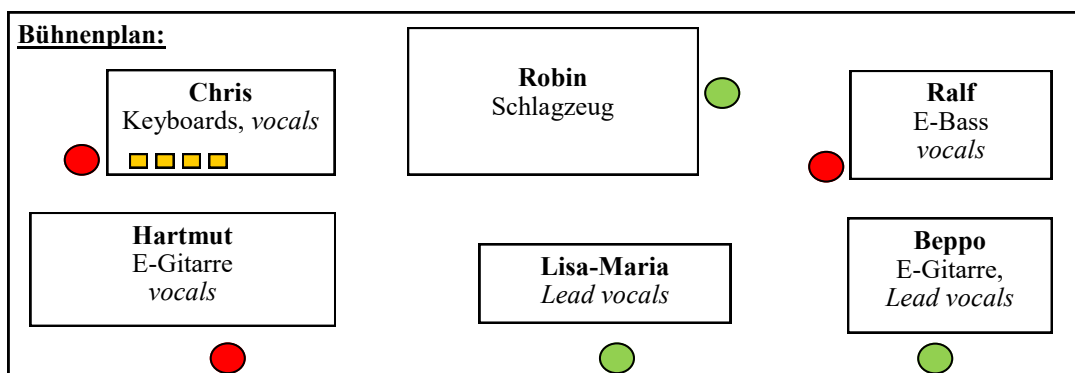 Bühnenplan:
Chris
Keyboards, vocals
Robin
Schlagzeug
Ralf
E-Bass
vocals
Hartmut
E-Gitarre
vocals
Lisa-Maria
Lead vocals
Beppo
E-Gitarre,
Lead vocals